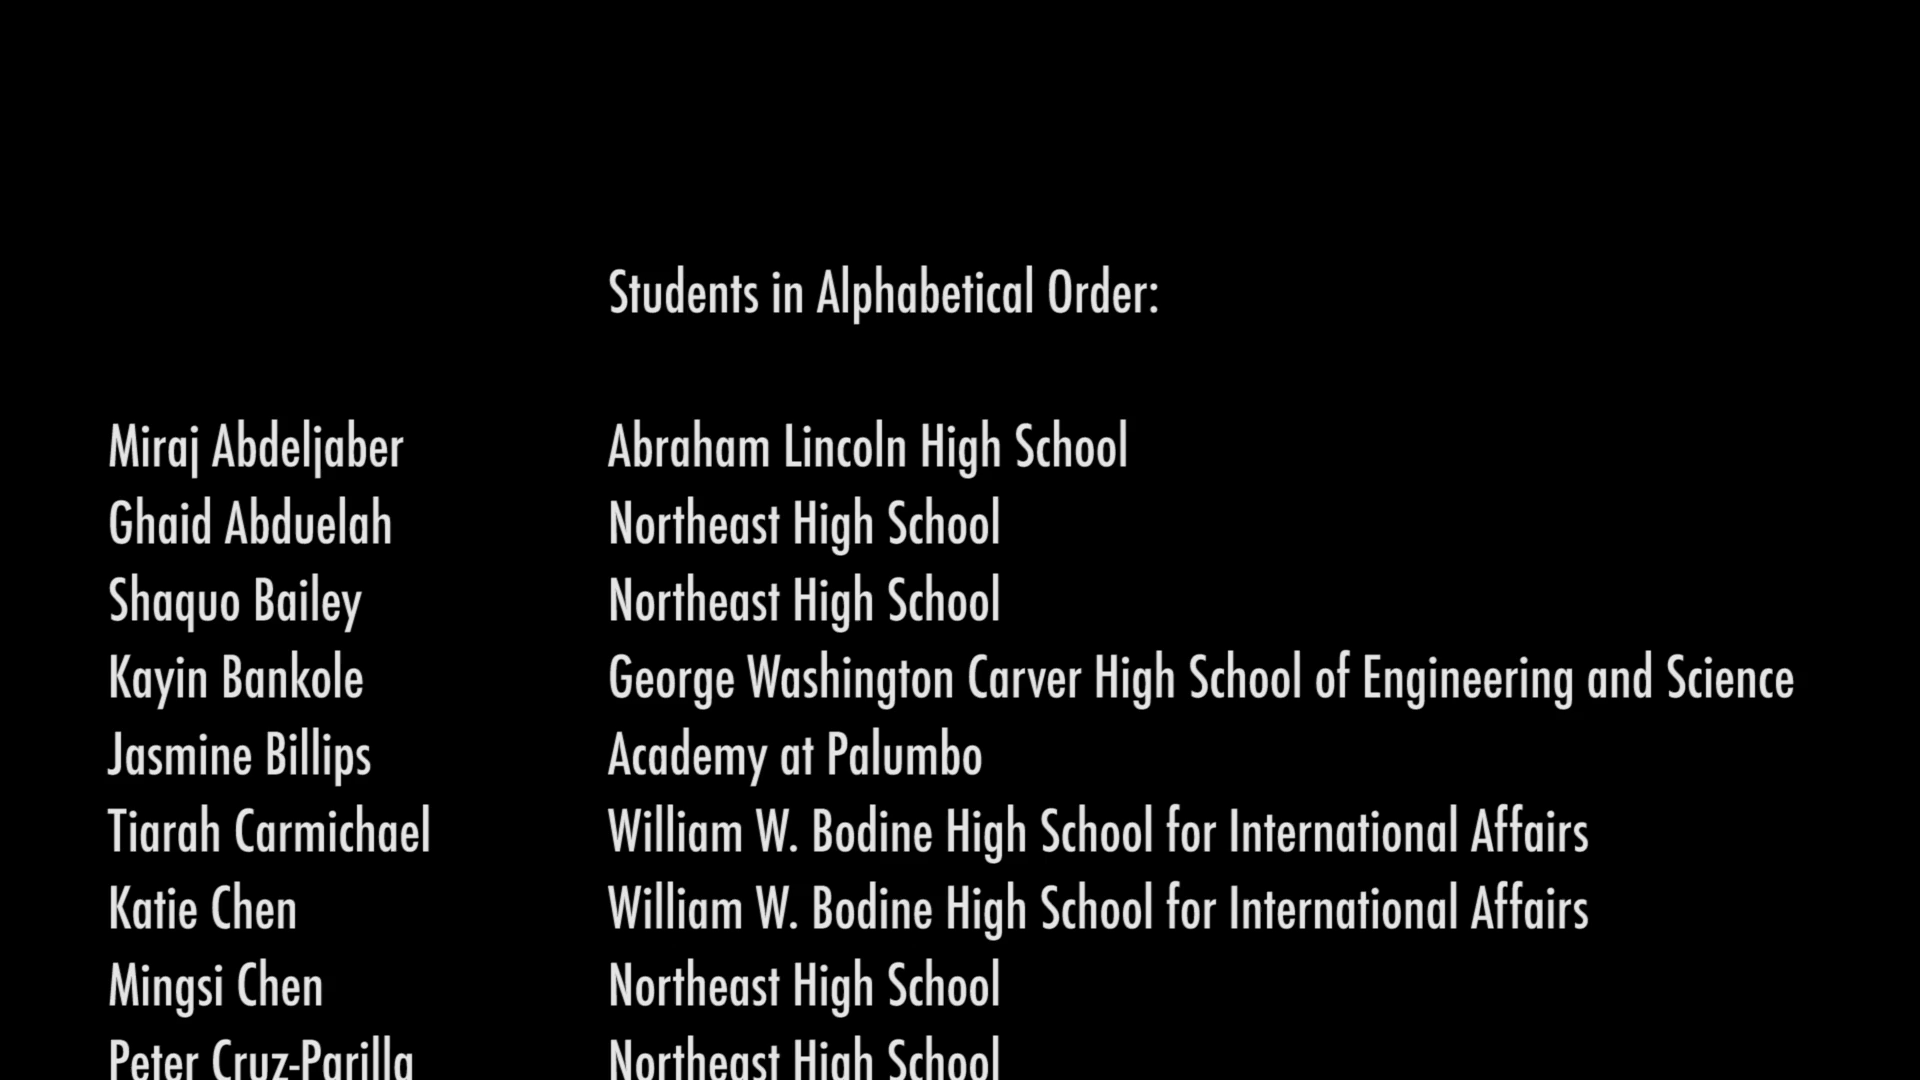 Students in Alphabetical Order:
Miraj Abdeljaber Abraham Lincoln High School
Ghaid Abduelah Northeast High School
Shaquo Bailey Northeast High School
Kayin Bankole George Washington Carver High School of Engineering and Science
Jasmine Billips Academy at Palumbo
Tiarah Carmichael William W. Bodine High School for International Affairs
Katie Chen William W. Bodine High School for International Affairs
Mingsi Chen Northeast High School
Peter Cruz-Parilla Northeast High School